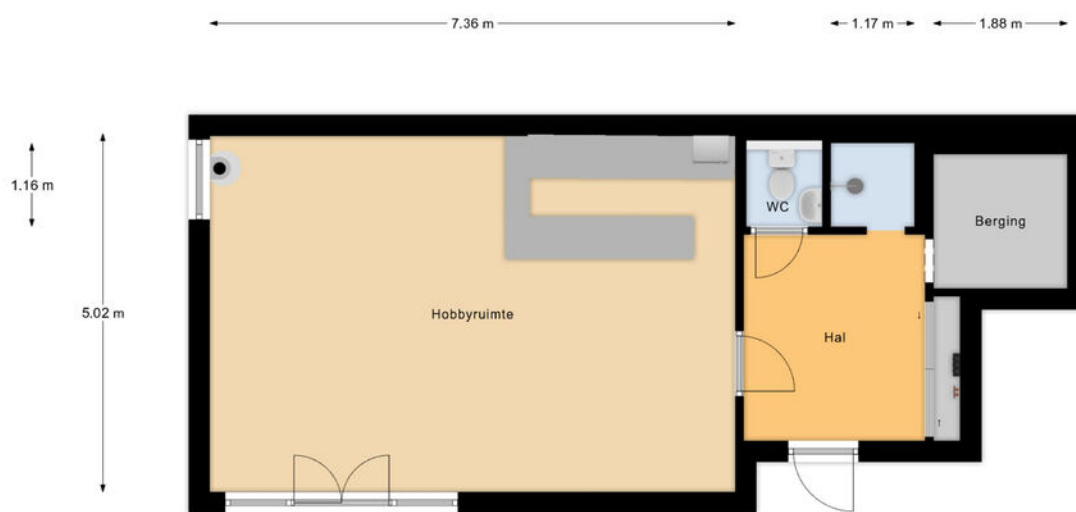 7.36 m
1.17 m
1.88 m
1.16 m
WC
Berging
5.02 m
Hobbyruimte
Hal